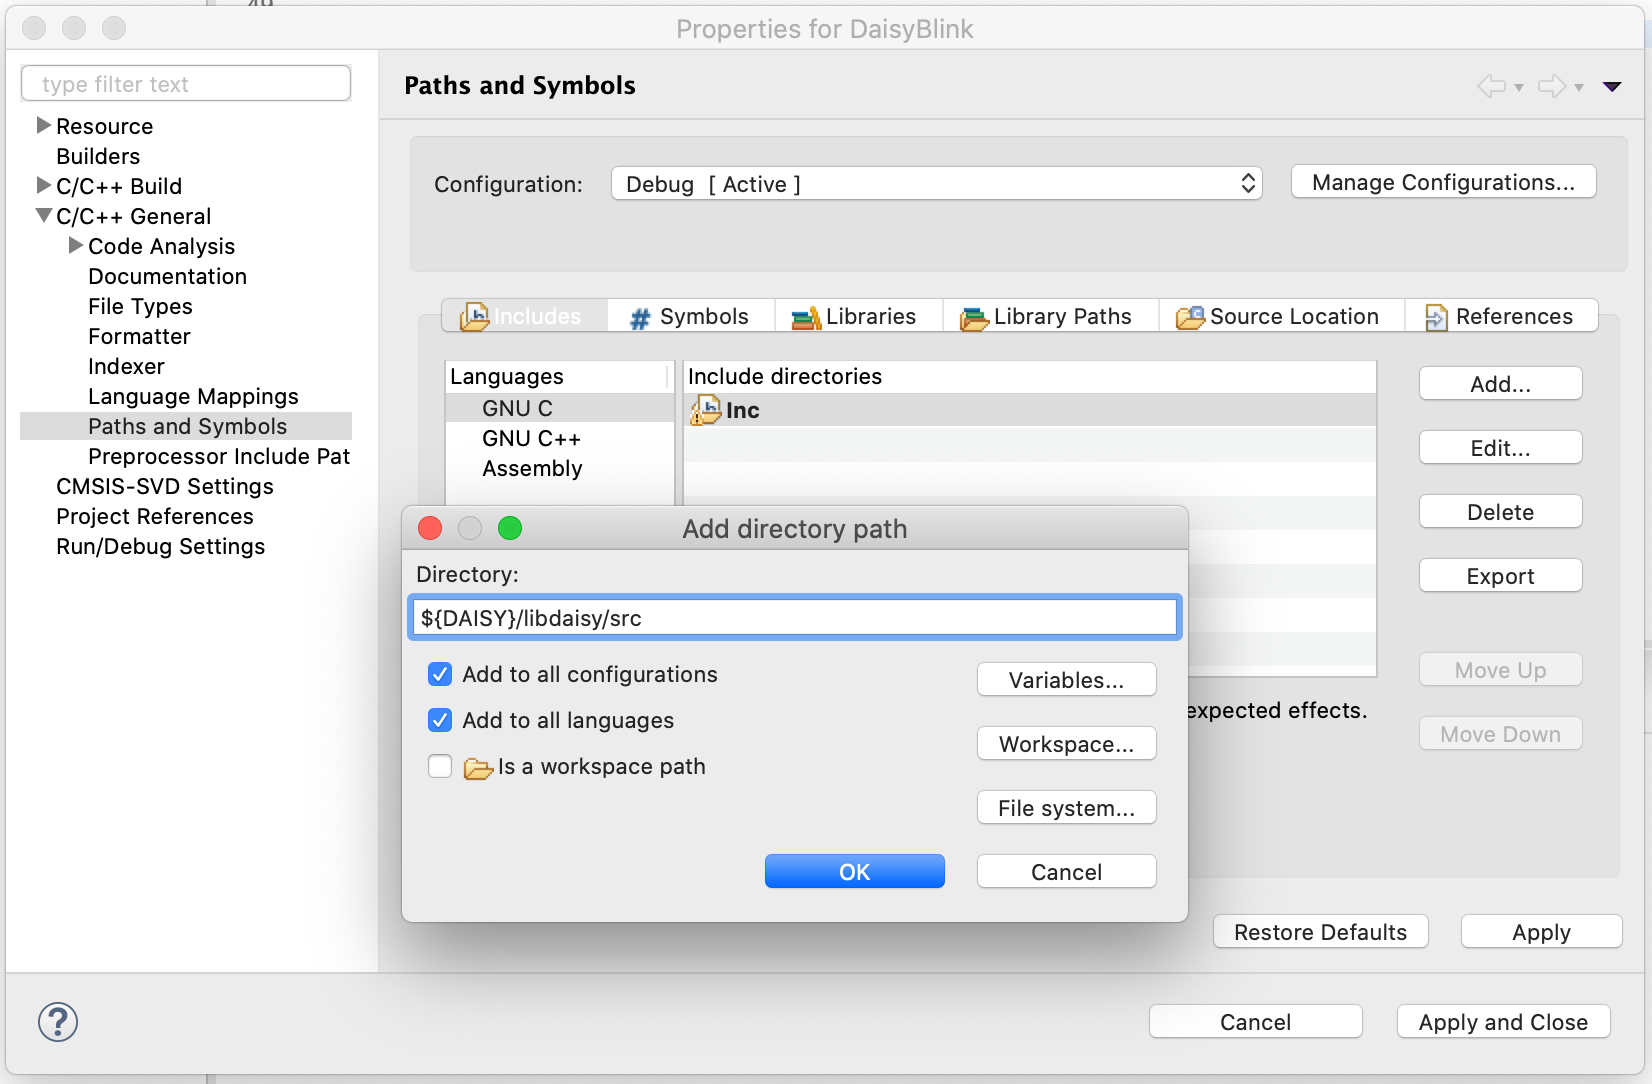 Properties for DaisyBlink
type filter text
Resource
Builders
C/C++ Build
C/C++ General
Code Analysis
Documentation
File Types
Formatter
Indexer
Language Mappings
Paths and Symbols
Preprocessor Include Pat
CMSIS-SVD Settings
Project References
Run/Debug Settings
Paths and Symbols
Configuration: Debug [ Active ] Manage Configurations...
Includes # Symbols Libraries Library Paths Source Location References
Languages
GNU C
GNU C++
Assembly
Include directories
Inc
Add...
Edit...
Delete
Export
Move Up
Move Down
expected effects.
Add directory path
Directory:
${DAISY}/libdaisy/src
Add to all configurations
Add to all languages
Is a workspace path
Variables...
Workspace...
File system...
OK Cancel
Restore Defaults Apply
? Cancel Apply and Close